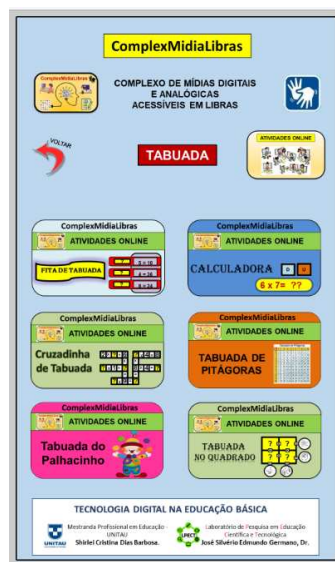 ComplexMidiaLibras
ComplexMidiaLibras
COMPLEXO DE MÍDIAS DIGITAIS
E ANALÓGICAS
ACESSÍVEIS EM LIBRAS
VOLTAR
TABUADA
ATIVIDADES ONLINE
ComplexMidiaLibras
ATIVIDADES ONLINE
FITA DE TABUADA
ComplexMidiaLibras
ATIVIDADES ONLINE
CALCULADORA
6 x 7= ??
ComplexMidiaLibras
ATIVIDADES ONLINE
Cruzadinha
de Tabuada
ComplexMidiaLibras
ATIVIDADES ONLINE
TABUADA DE
PITÁGORAS
ComplexMidiaLibras
ATIVIDADES ONLINE
Tabuada do
Palhacinho
ComplexMidiaLibras
ATIVIDADES ONLINE
TABUADA
NO QUADRADO
? ?
? ?
TECNOLOGIA DIGITAL NA EDUCAÇÃO BÁSICA
Mestranda Profissional em Educação -
UNITAU
Shirlei Cristina Dias Barbosa.
UNITAU
Laboratório de Pesquisa em Educação
Científica e Tecnológica
José Silvério Edmundo Germano, Dr.
LPECT